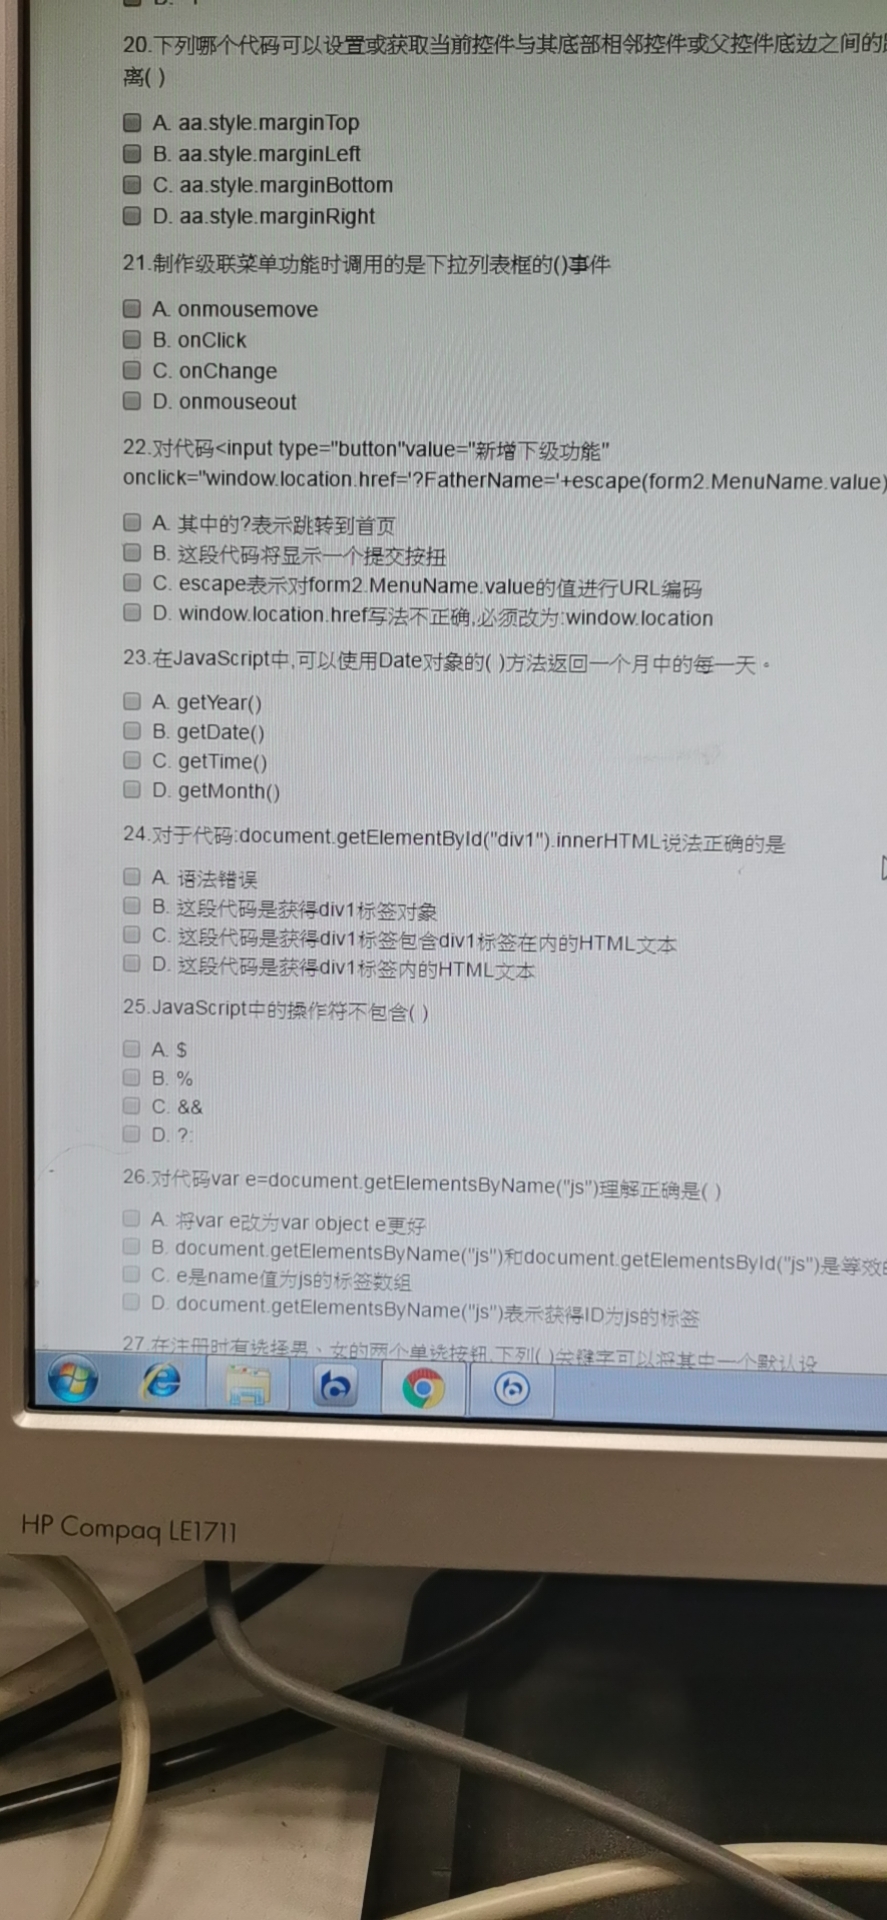 20.下列哪个代码可以设置或获取当前控件与其底部相邻控件或父控件底边之间的
离( )
A. aa.style.marginTop
B. aa.style.marginLeft
C. aa.style.marginBottom
D. aa.style.marginRight
21.制作级联菜单功能时调用的是下拉列表框的()事件
A. onmousemove
B. onClick
C. onChange
D. onmouseout
22.对代码<input type="button"value="新增下级功能"
onclick="window.location.href='?FatherName='+escape(form2.MenuName.value)
A. 其中的?表示跳转到首页
B. 这段代码将显示一个提交按扭
C. escape表示对form2.MenuName.value的值进行URL编码
D. window.location.href写法不正确,必须改为:window.location
23.在JavaScript中,可以使用Date对象的( )方法返回一个月中的每一天。
A. getYear()
B. getDate()
C. getTime()
D. getMonth()
24.对于代码:document.getElementById("div1").innerHTML说法正确的是
A. 语法错误
B. 这段代码是获得div1标签对象
C. 这段代码是获得div1标签包含div1标签在内的HTML文本
D. 这段代码是获得div1标签内的HTML文本
25.JavaScript中的操作符不包含( )
A. $
B. %
C. &&
D. ?:
26.对代码var e=document.getElementsByName("js")理解正确是( )
A. 将var e改为var object e更好
B. document.getElementsByName("js")和document.getElementsById("js")是等效
C. e是name值为js的标签数组
D. document.getElementsByName("js")表示获得ID为js的标签
27.在注册时有选择男、女的两个单选按钮,下列( )关键字可以将其中一个默认设
HP Compaq LE1711